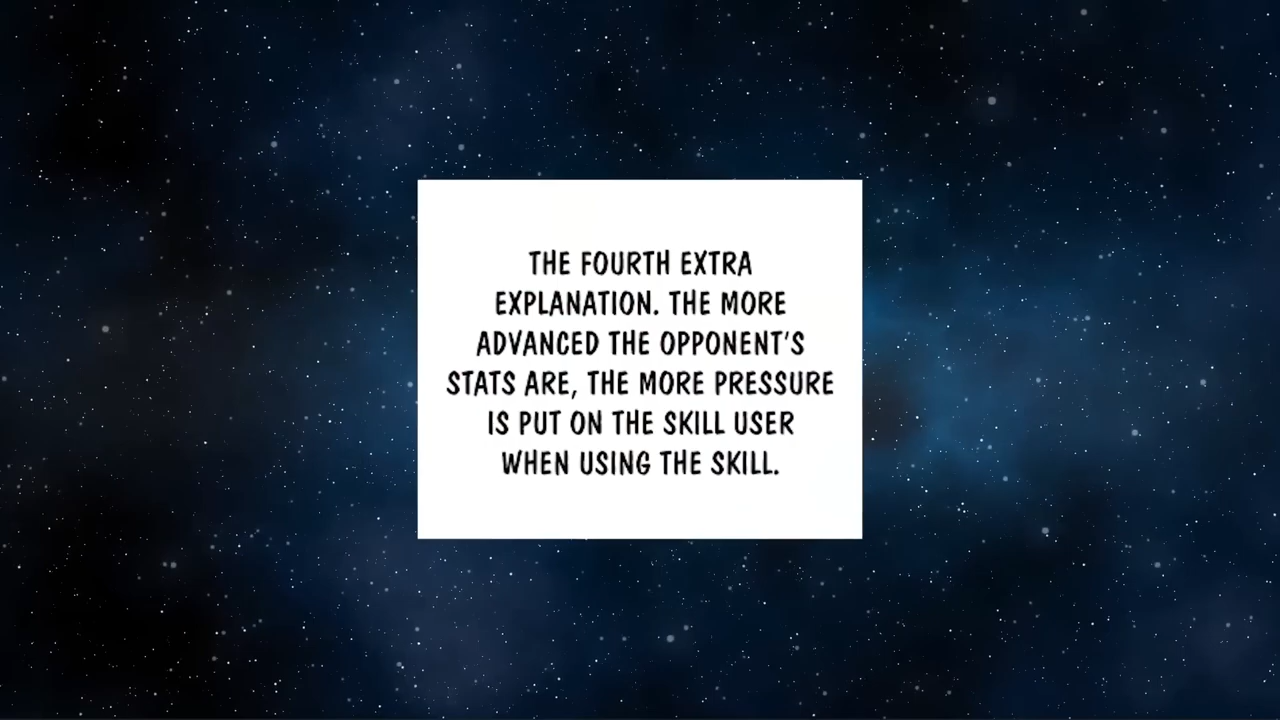 THE FOURTH EXTRA
EXPLANATION. THE MORE
ADVANCED THE OPPONENT'S
STATS ARE, THE MORE PRESSURE
IS PUT ON THE SKILL USER
WHEN USING THE SKILL.